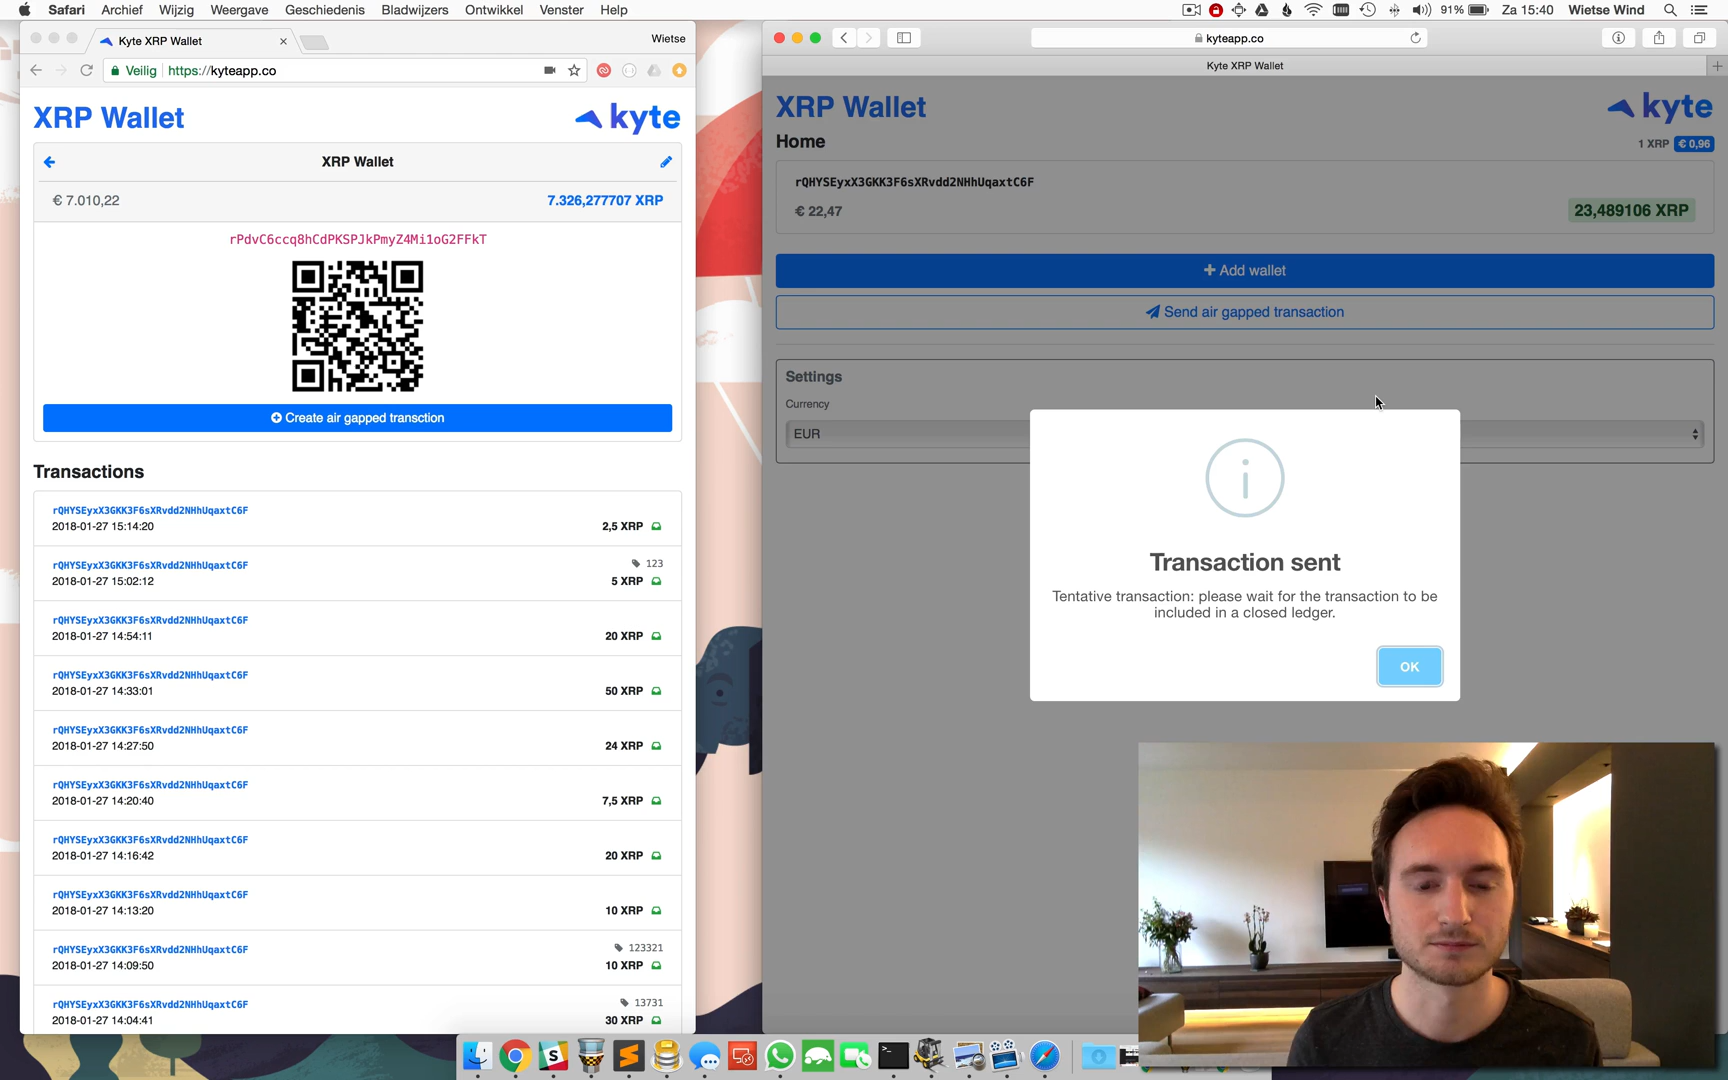 Safari Archief Wijzig Weergave Geschiedenis Bladwijzers Ontwikkel Venster Help
91% Za 15:40 Wietse Wind
Kyte XRP Wallet
Wietse
Veilig https://kyteapp.co
XRP Wallet
kyte
XRP Wallet
€ 7.010,22
7.326,277707 XRP
rPdvC6ccq8hCdPKSPJkPmyZ4Mi1oG2FFkT
Create air gapped transction
Transactions
rQHYSEyxX3GKK3F6sXRvdd2NHhUqaxtC6F
2018-01-27 15:14:20
2,5 XRP
rQHYSEyxX3GKK3F6sXRvdd2NHhUqaxtC6F
123
2018-01-27 15:02:12
5 XRP
rQHYSEyxX3GKK3F6sXRvdd2NHhUqaxtC6F
2018-01-27 14:54:11
20 XRP
rQHYSEyxX3GKK3F6sXRvdd2NHhUqaxtC6F
2018-01-27 14:33:01
50 XRP
rQHYSEyxX3GKK3F6sXRvdd2NHhUqaxtC6F
2018-01-27 14:27:50
24 XRP
rQHYSEyxX3GKK3F6sXRvdd2NHhUqaxtC6F
2018-01-27 14:20:40
7,5 XRP
rQHYSEyxX3GKK3F6sXRvdd2NHhUqaxtC6F
2018-01-27 14:16:42
20 XRP
rQHYSEyxX3GKK3F6sXRvdd2NHhUqaxtC6F
2018-01-27 14:13:20
10 XRP
rQHYSEyxX3GKK3F6sXRvdd2NHhUqaxtC6F
123321
2018-01-27 14:09:50
10 XRP
rQHYSEyxX3GKK3F6sXRvdd2NHhUqaxtC6F
13731
2018-01-27 14:04:41
30 XRP
kyteapp.co
Kyte XRP Wallet
XRP Wallet
kyte
Home
1 XRP € 0,96
rQHYSEyxX3GKK3F6sXRvdd2NHhUqaxtC6F
€ 22,47
23,489106 XRP
Add wallet
Send air gapped transaction
Settings
Currency
EUR
Transaction sent
Tentative transaction: please wait for the transaction to be
included in a closed ledger.
OK